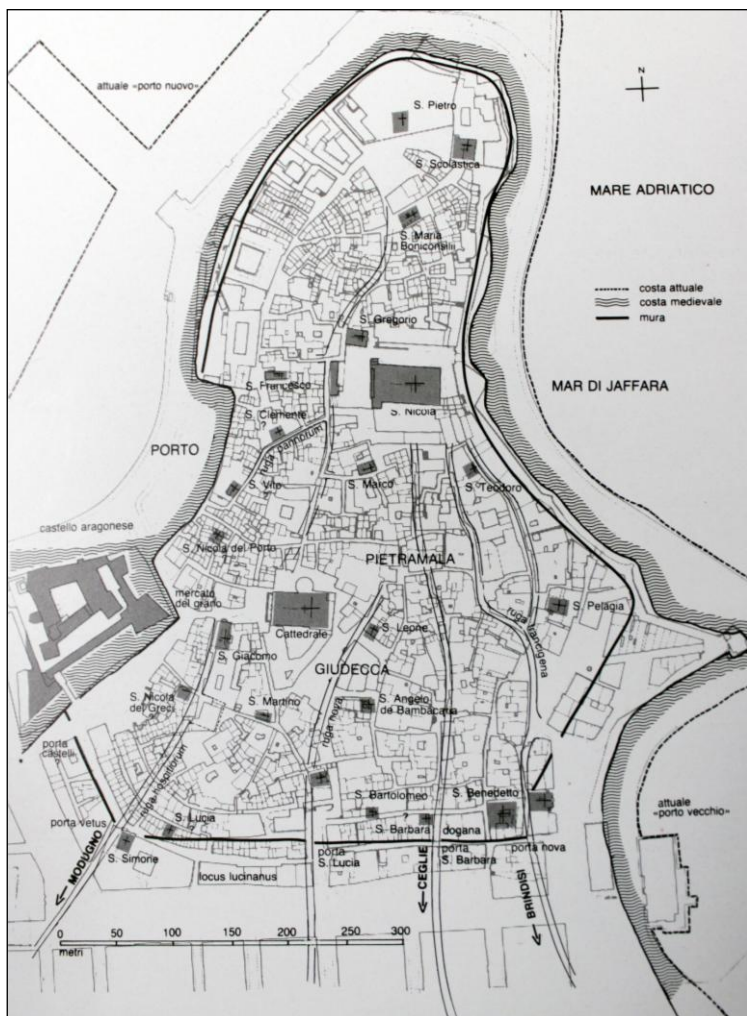 attuale «porto nuovo»
N
S. Pietro
S. Scolastica
MARE ADRIATICO
S. Maria
Boniconsilii
costa attuale
costa medievale
mura
S. Gregorio
S. Francesco
S. Nicola
MAR DI JAFFARA
S. Clemente
?
PORTO
ruga pannorum
S. Vito
S. Marco
S. Teodoro
castello aragonese
S. Nicola del Porto
PIETRAMALA
mercato
del grano
Cattedrale
S. Leone
ruga francigena
S. Pelagia
S. Giacomo
GIUDECCA
S. Nicola
dei Greci
S. Martino
ruga nova
S. Angelo
de Bambacaria
porta
castelli
ruga hospitiorum
S. Bartolomeo
S. Benedetto
attuale
«porto vecchio»
porta vetus
S. Lucia
?
?
S. Barbara
dogana
S. Simone
porta
S. Lucia
porta
S. Barbara
porta nova
MODUGNO
locus lucinanus
CEGLIE
BRINDISI
0 50 100 150 200 250 300
metri